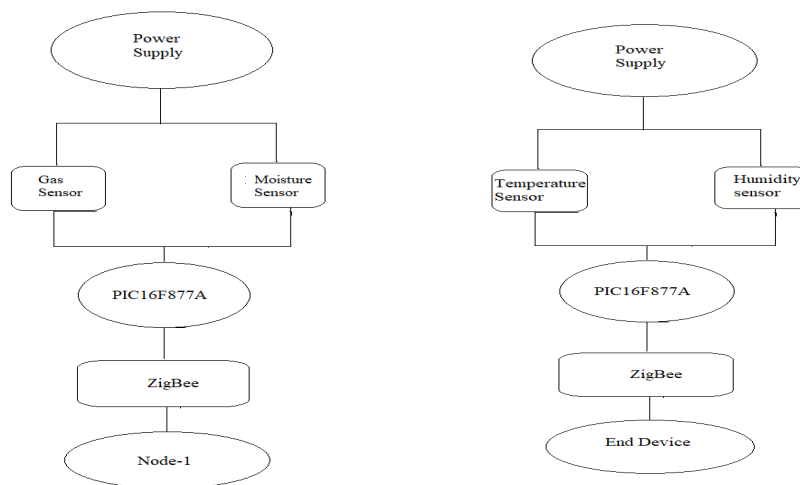 Power
Supply
Gas
Sensor
: Moisture
Sensor
PIC16F877A
ZigBee
Node-1
Power
Supply
Temperature
Sensor
Humidity
sensor
PIC16F877A
ZigBee
End Device